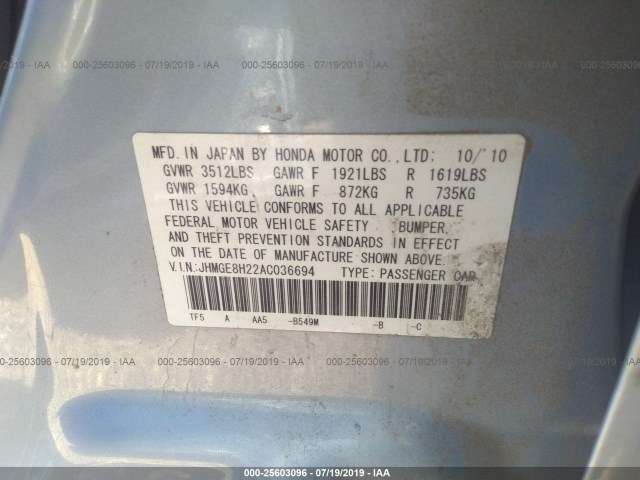 000-25603096 - 07/19/2019 - IAA
MFD. IN JAPAN BY HONDA MOTOR CO.,LTD: 10/'10
GVWR 3512LBS GAWR F 1921LBS R 1619LBS
GVWR 1594KG GAWR F 872KG R 735KG
THIS VEHICLE CONFORMS TO ALL APPLICABLE
FEDERAL MOTOR VEHICLE SAFETY ,BUMPER,
AND THEFT PREVENTION STANDARDS IN EFFECT
ON THE DATE OF MANUFACTURE SHOWN ABOVE.
V.I.N:JHMGE8H22AC036694 TYPE: PASSENGER CAR
TF5 A AA5 -B549M -B -C
000-25603096 - 07/19/2019 - IAA
000-25603096 - 07/19/2019 - IAA